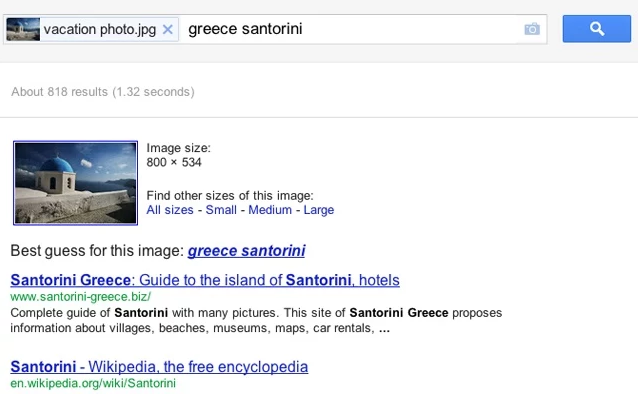 vacation photo.jpg × greece santorini
About 818 results (1.32 seconds)
Image size:
800 × 534
Find other sizes of this image:
All sizes - Small - Medium - Large
Best guess for this image: greece santorini
Santorini Greece: Guide to the island of Santorini, hotels
www.santorini-greece.biz/
Complete guide of Santorini with many pictures. This site of Santorini Greece proposes
information about villages, beaches, museums, maps, car rentals, ...
Santorini - Wikipedia, the free encyclopedia
en.wikipedia.org/wiki/Santorini